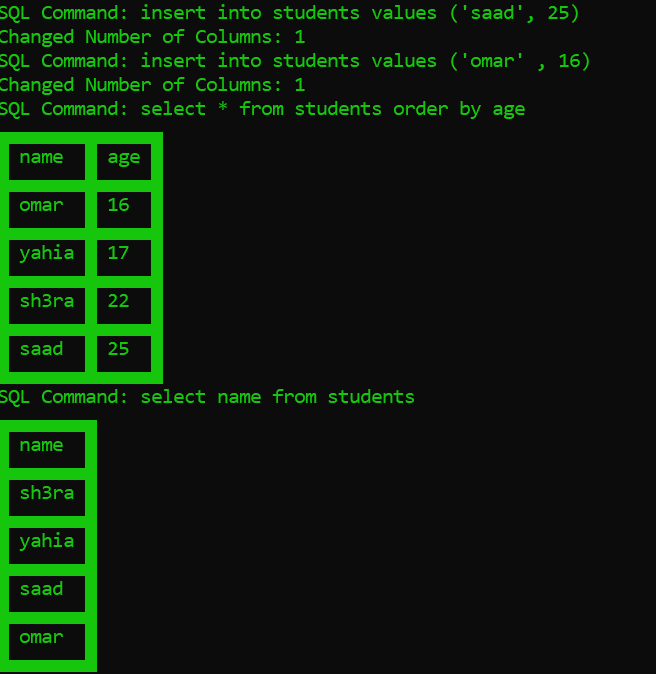 SQL Command: insert into students values ('saad', 25)
Changed Number of Columns: 1
SQL Command: insert into students values ('omar' , 16)
Changed Number of Columns: 1
SQL Command: select * from students order by age
name age
omar 16
yahia 17
sh3ra 22
saad 25
SQL Command: select name from students
name
sh3ra
yahia
saad
omar